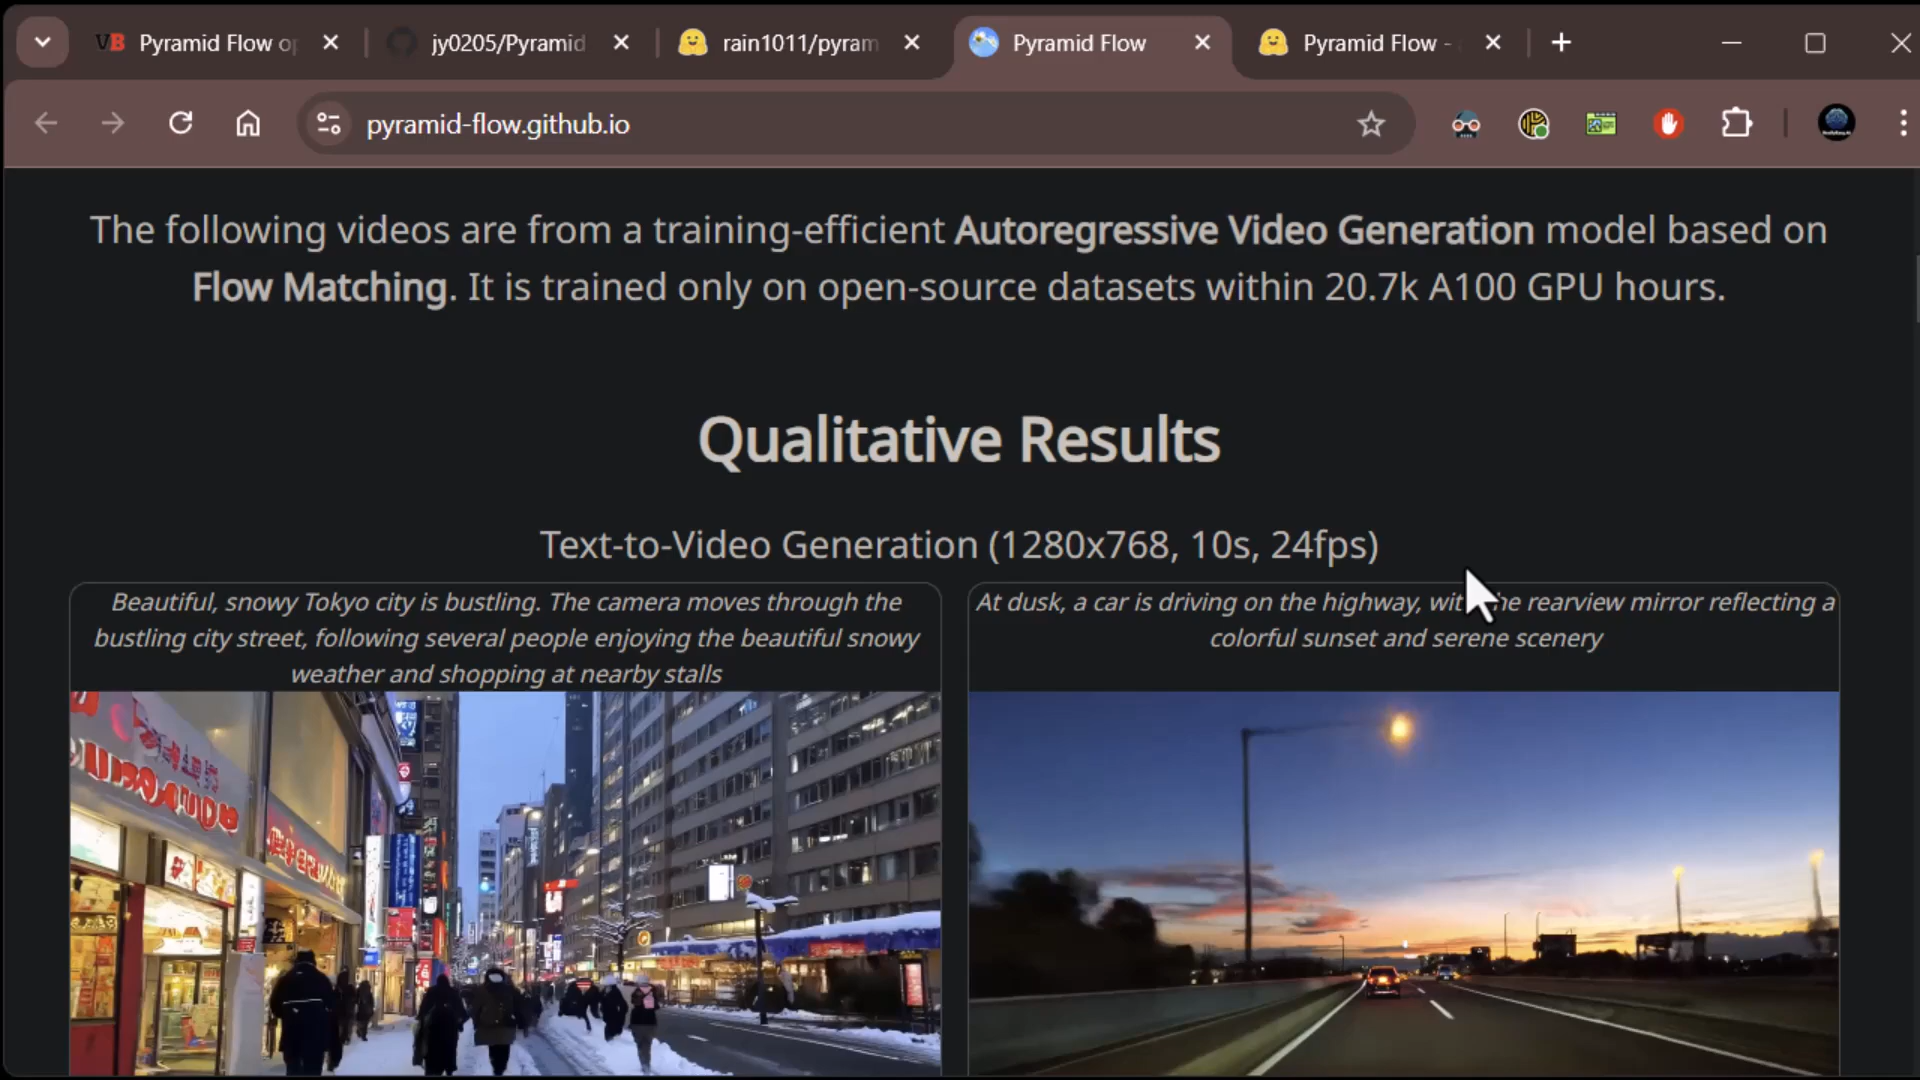 VB Pyramid Flow op
jy0205/Pyramid
rain1011/pyram
Pyramid Flow
Pyramid Flow -
pyramid-flow.github.io
The following videos are from a training-efficient Autoregressive Video Generation model based on
Flow Matching. It is trained only on open-source datasets within 20.7k A100 GPU hours.
Qualitative Results
Text-to-Video Generation (1280x768, 10s, 24fps)
Beautiful, snowy Tokyo city is bustling. The camera moves through the
bustling city street, following several people enjoying the beautiful snowy
weather and shopping at nearby stalls
At dusk, a car is driving on the highway, wit he rearview mirror reflecting a
colorful sunset and serene scenery